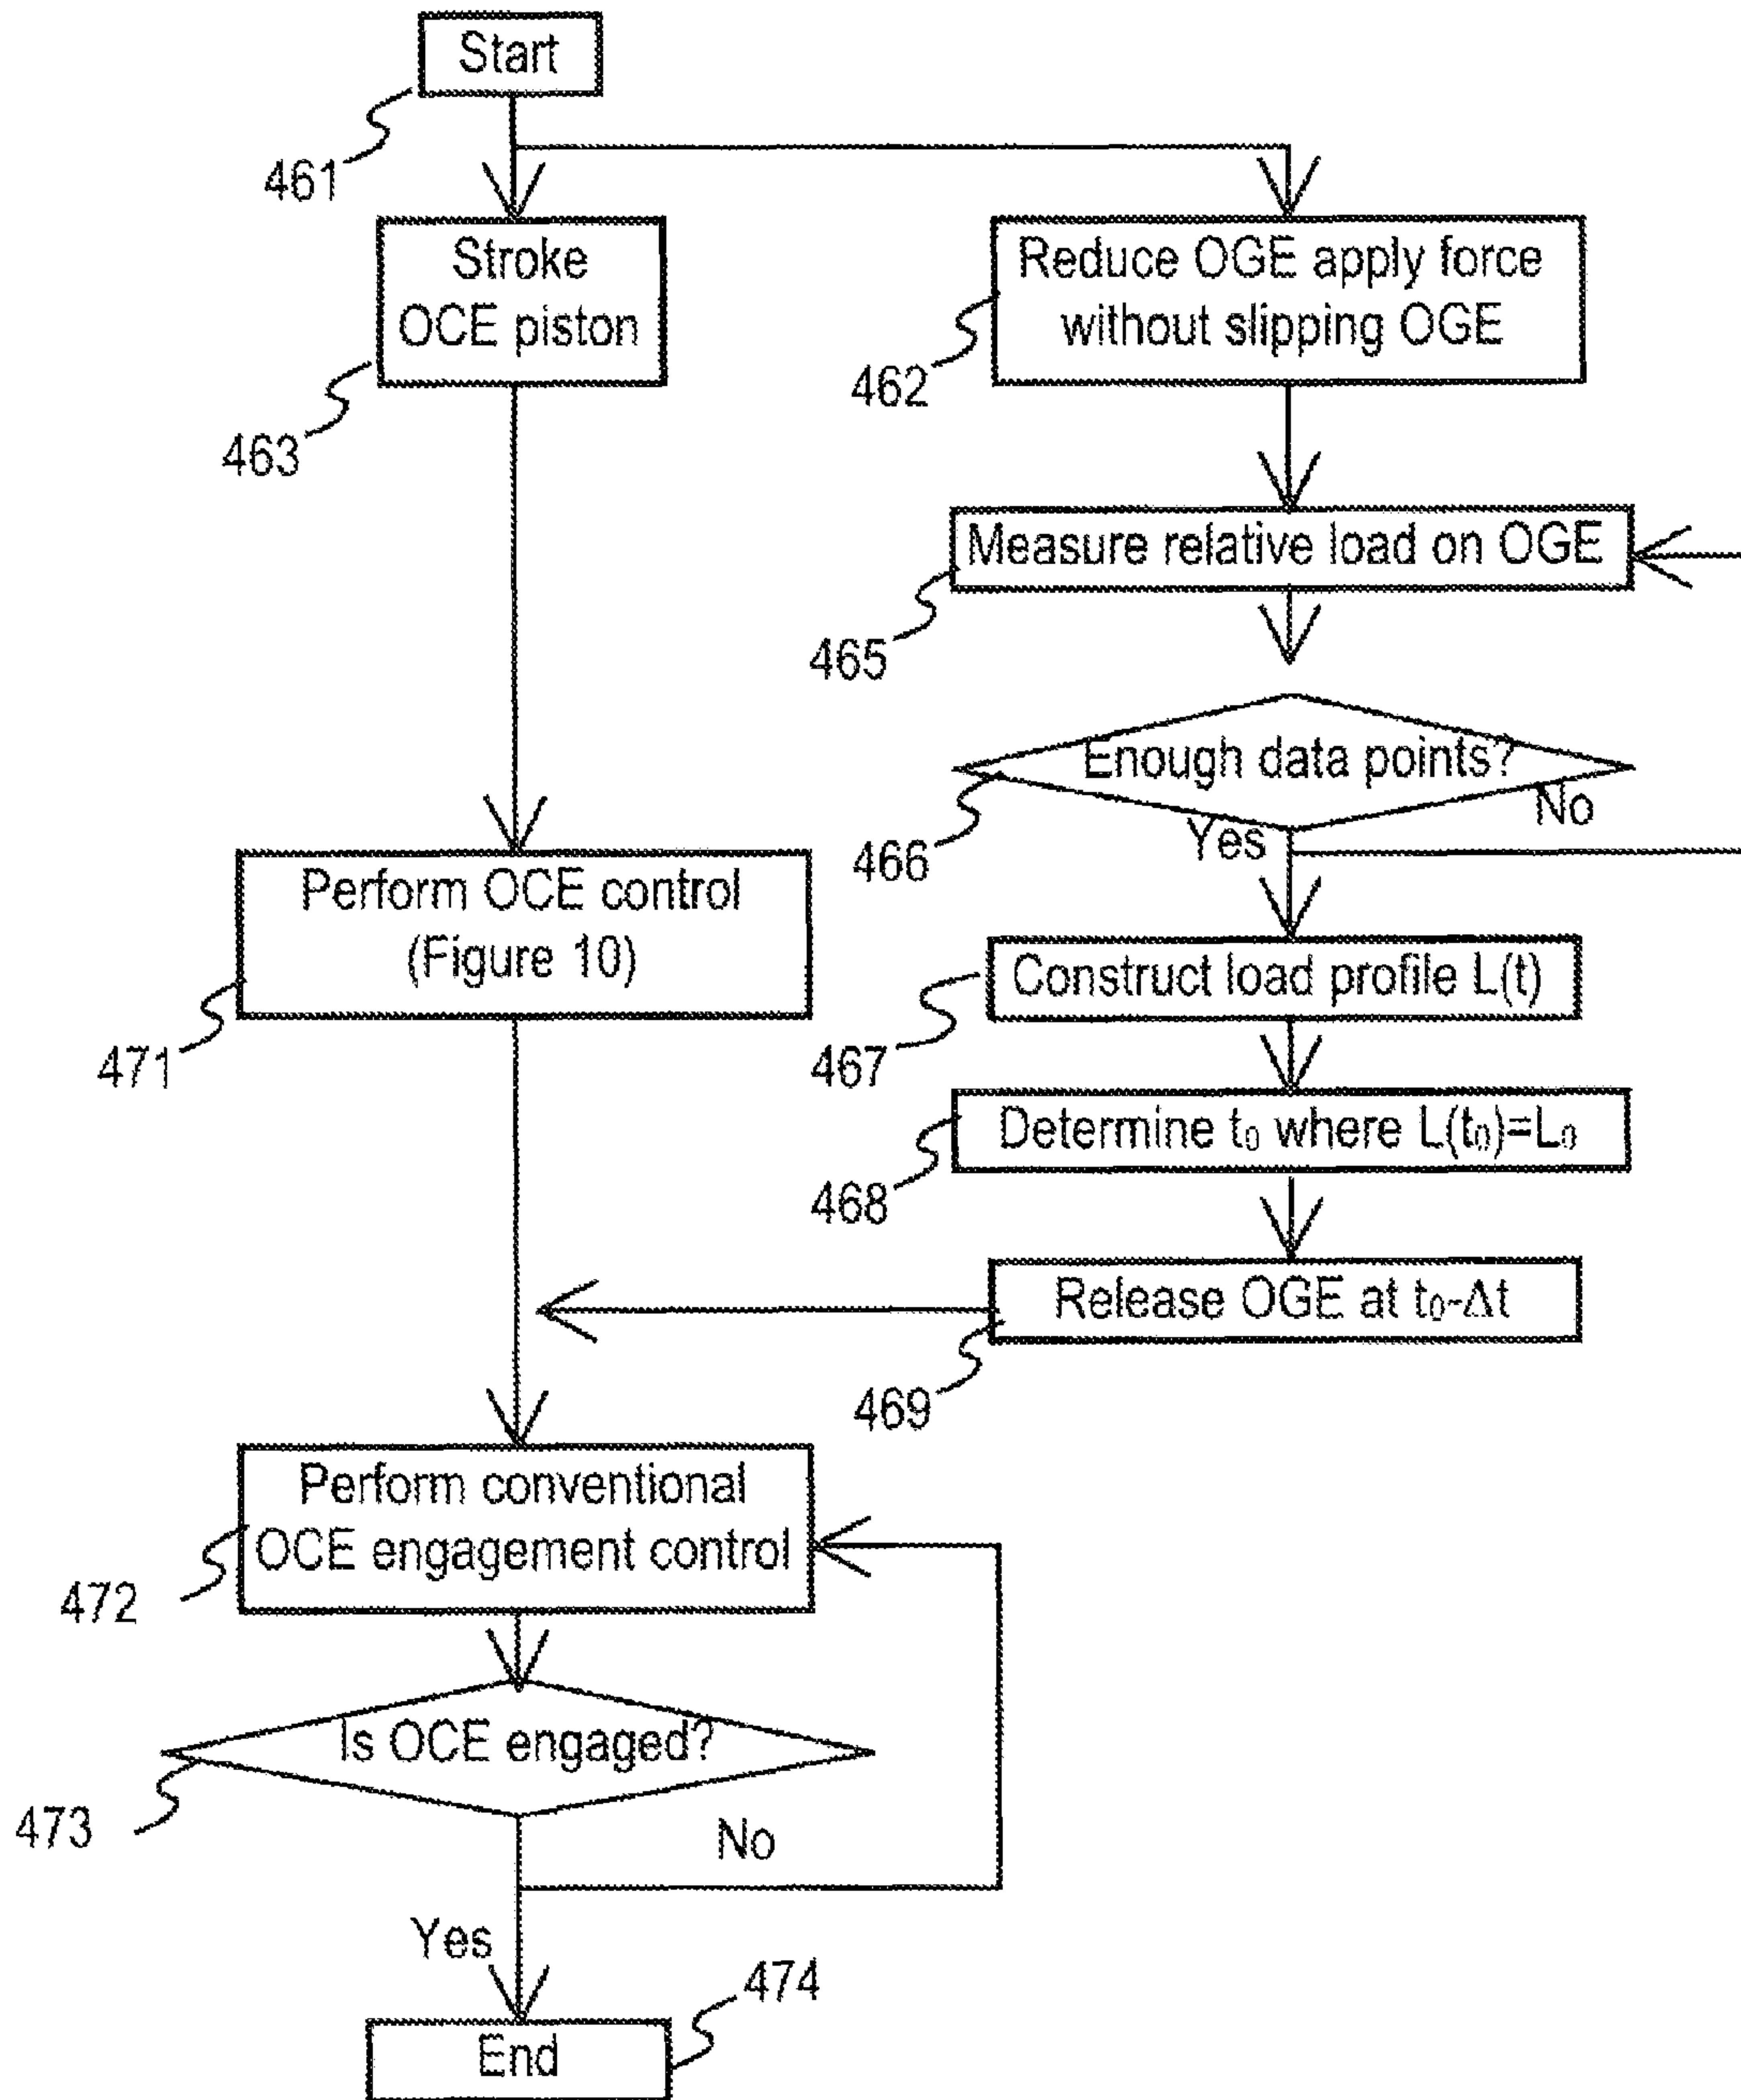 Start
461
Stroke
OCE piston
463
Reduce OGE apply force
without slipping OGE
462
Measure relative load on OGE
465
Enough data points?
466
Yes
No
Perform OCE control
(Figure 10)
471
Construct load profile L(t)
467
Determine t₀ where L(t₀)=L₀
468
Release OGE at t₀-Δt
469
Perform conventional
OCE engagement control
472
Is OCE engaged?
473
No
Yes
474
End